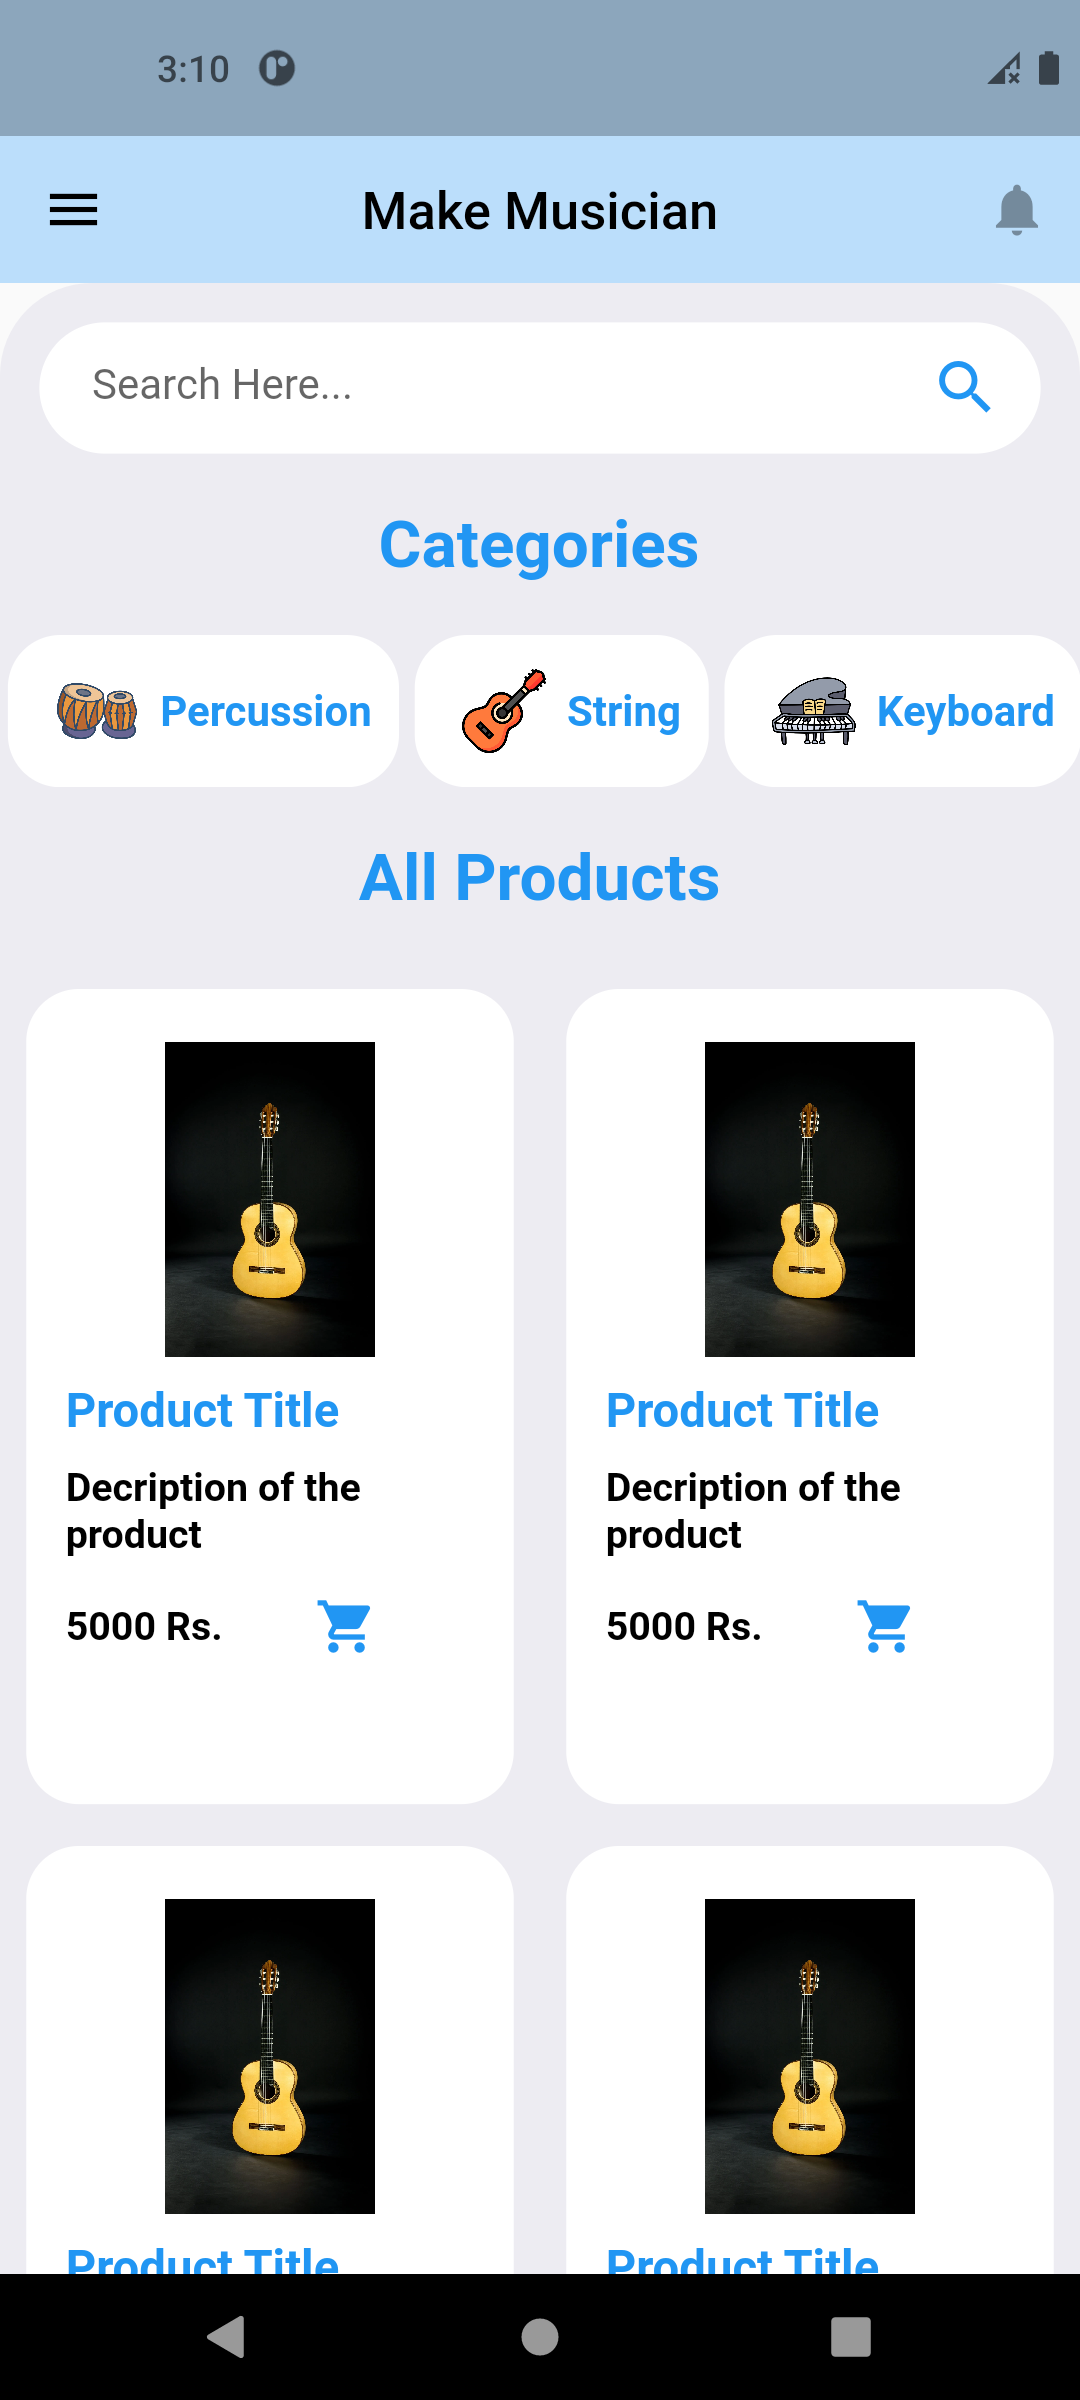 3:10
Make Musician
Search Here...
Categories
Percussion
String
Keyboard
All Products
Product Title
Decription of the
product
5000 Rs.
Product Title
Decription of the
product
5000 Rs.
Product Title
Product Title